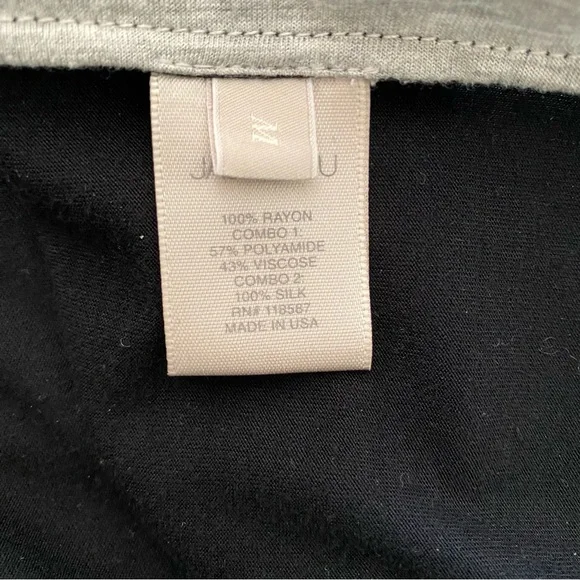 M
100% RAYON
COMBO 1:
57% POLYAMIDE
43% VISCOSE
COMBO 2:
100% SILK
RN# 118587
MADE IN USA